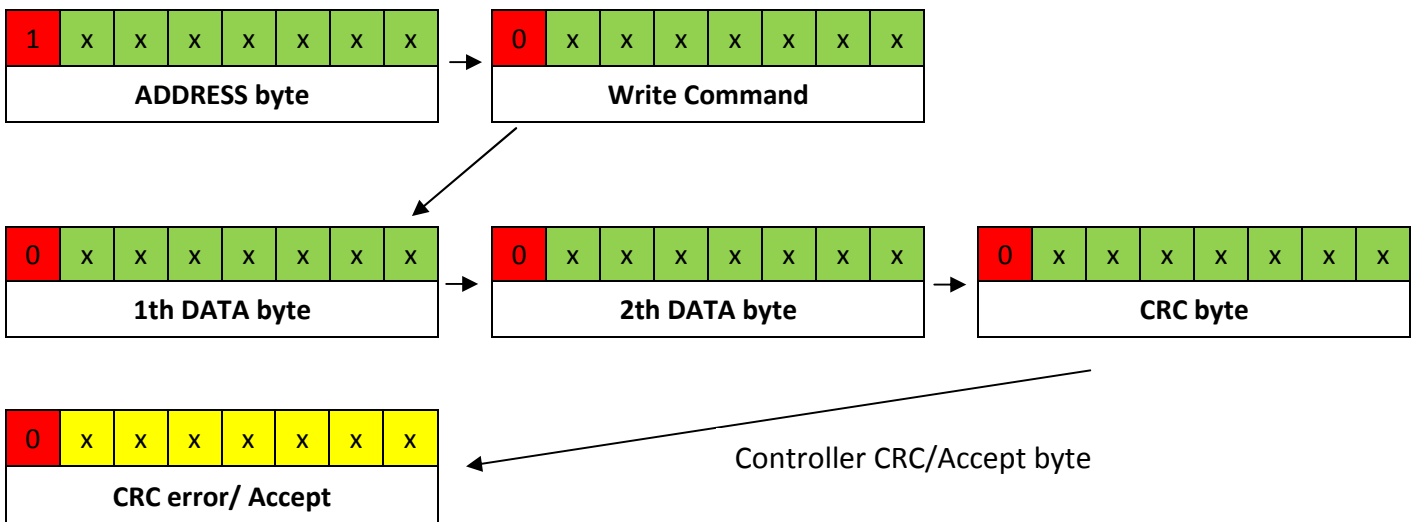 1 x x x x x x x 0 x x x x x x x
ADDRESS byte Write Command
0 x x x x x x x 0 x x x x x x x 0 x x x x x x x
1th DATA byte 2th DATA byte CRC byte
0 x x x x x x x
Controller CRC/Accept byte
CRC error/ Accept